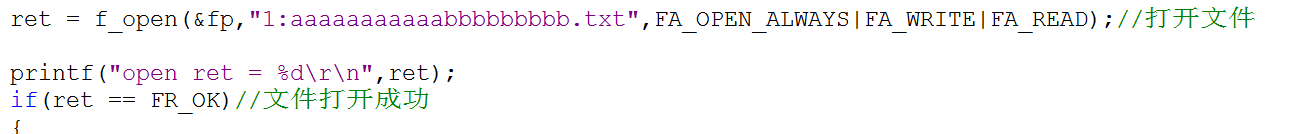 ret = f_open(&fp,"1:aaaaaaaaaaabbbbbbbbb.txt",FA_OPEN_ALWAYS|FA_WRITE|FA_READ);//打开文件
printf("open ret = %d\r\n",ret);
if(ret == FR_OK)//文件打开成功
{